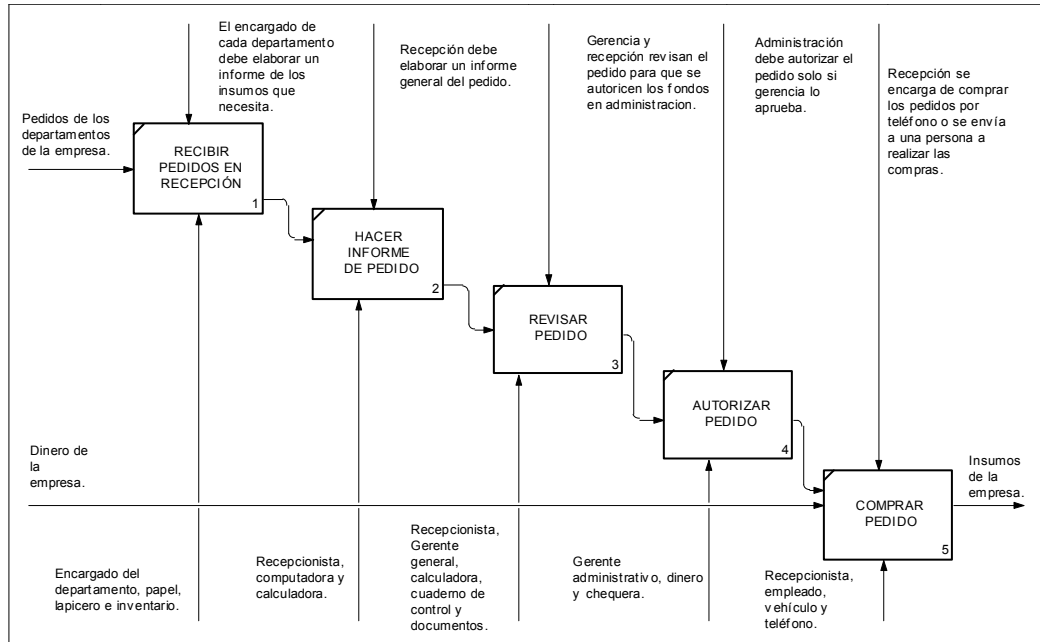 El encargado de
cada departamento
debe elaborar un
informe de los
insumos que
necesita.
Recepción debe
elaborar un informe
general del pedido.
Gerencia y
recepción revisan el
pedido para que se
autoricen los fondos
en administracion.
Administración
debe autorizar el
pedido solo si
gerencia lo
aprueba.
Recepción se
encarga de comprar
los pedidos por
teléfono o se envía
a una persona a
realizar las
compras.
Pedidos de los
departamentos
de la empresa.
RECIBIR
PEDIDOS EN
RECEPCIÓN
1
HACER
INFORME
DE PEDIDO
2
REVISAR
PEDIDO
3
AUTORIZAR
PEDIDO
4
Dinero de
la
empresa.
Insumos
de la
empresa.
COMPRAR
PEDIDO
5
Encargado del
departamento, papel,
lapicero e inventario.
Recepcionista,
computadora y
calculadora.
Recepcionista,
Gerente
general,
calculadora,
cuaderno de
control y
documentos.
Gerente
administrativo, dinero
y chequera.
Recepcionista,
empleado,
vehículo y
teléfono.